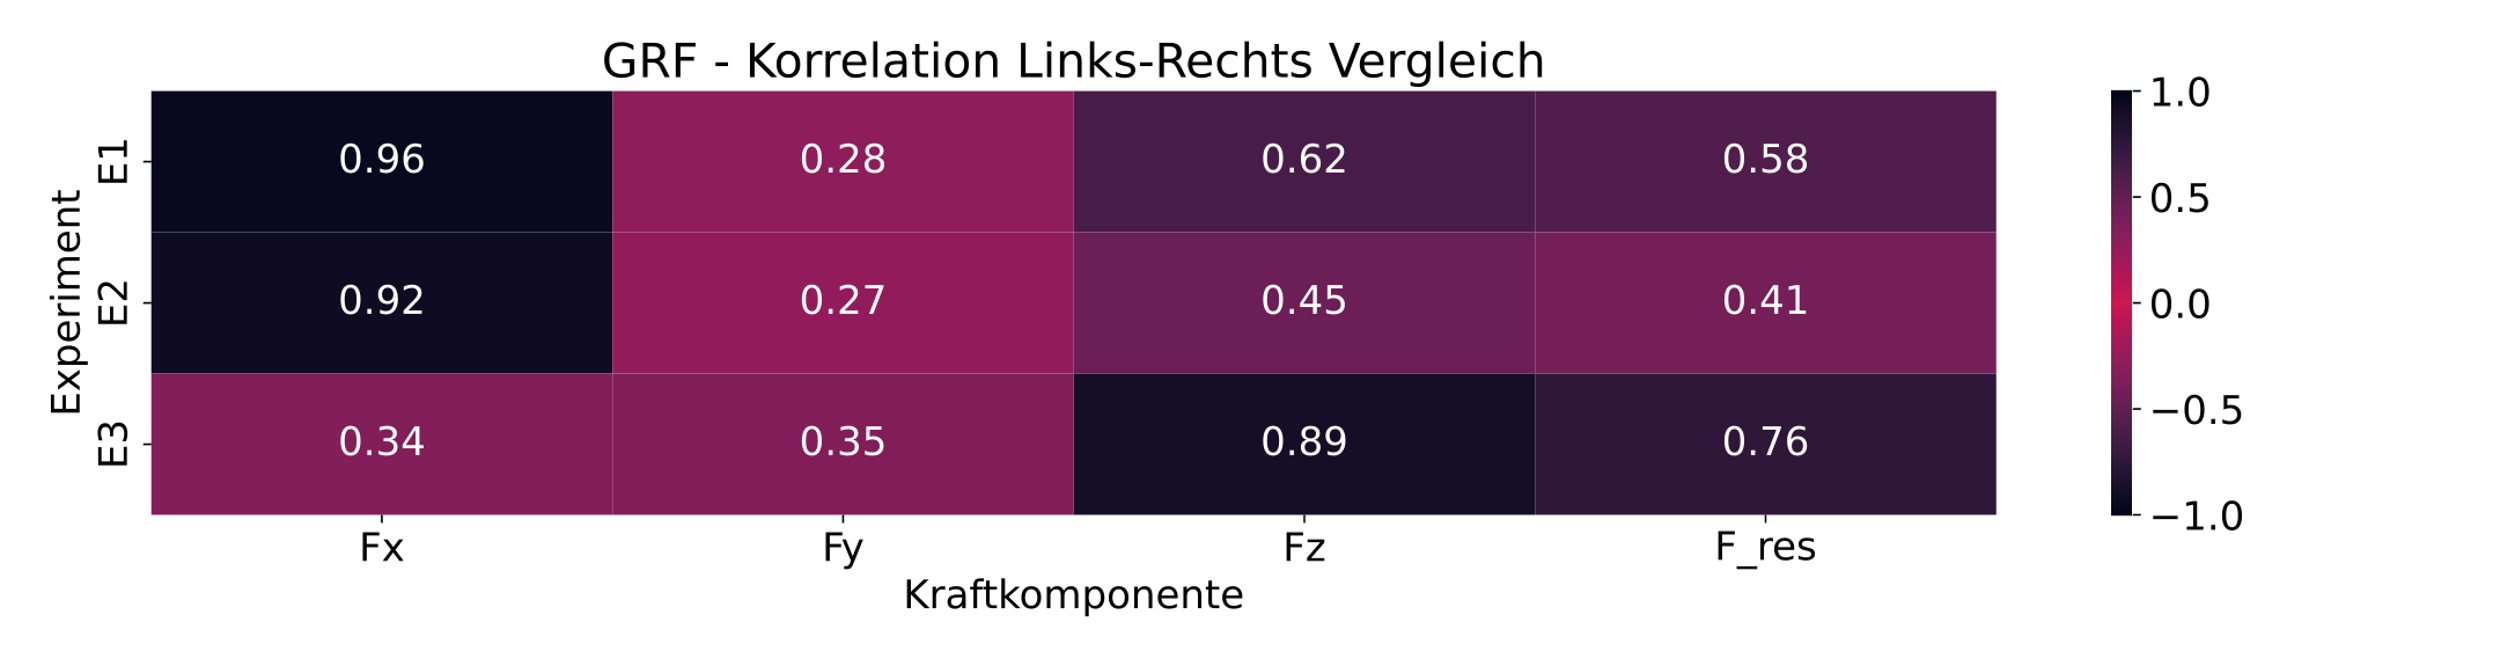 GRF - Korrelation Links-Rechts Vergleich
Experiment
E1 0.96 0.28 0.62 0.58
E2 0.92 0.27 0.45 0.41
E3 0.34 0.35 0.89 0.76
Fx Fy Fz F_res
Kraftkomponente
1.0
0.5
0.0
−0.5
−1.0